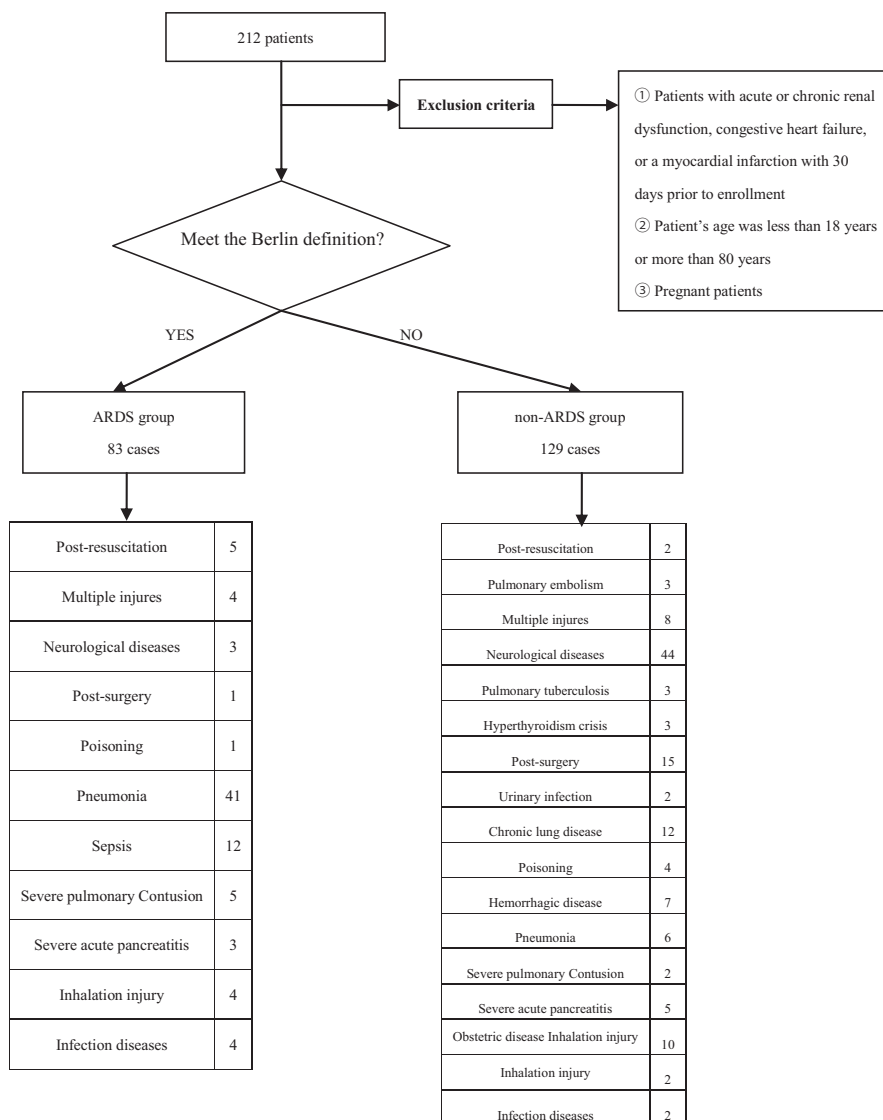 212 patients
Exclusion criteria
① Patients with acute or chronic renal
dysfunction, congestive heart failure,
or a myocardial infarction with 30
days prior to enrollment
② Patient's age was less than 18 years
or more than 80 years
③ Pregnant patients
Meet the Berlin definition?
YES
NO
ARDS group
83 cases
non-ARDS group
129 cases
Post-resuscitation 5
Multiple injures 4
Neurological diseases 3
Post-surgery 1
Poisoning 1
Pneumonia 41
Sepsis 12
Severe pulmonary Contusion 5
Severe acute pancreatitis 3
Inhalation injury 4
Infection diseases 4
Post-resuscitation 2
Pulmonary embolism 3
Multiple injures 8
Neurological diseases 44
Pulmonary tuberculosis 3
Hyperthyroidism crisis 3
Post-surgery 15
Urinary infection 2
Chronic lung disease 12
Poisoning 4
Hemorrhagic disease 7
Pneumonia 6
Severe pulmonary Contusion 2
Severe acute pancreatitis 5
Obstetric disease Inhalation injury 10
Inhalation injury 2
Infection diseases 2